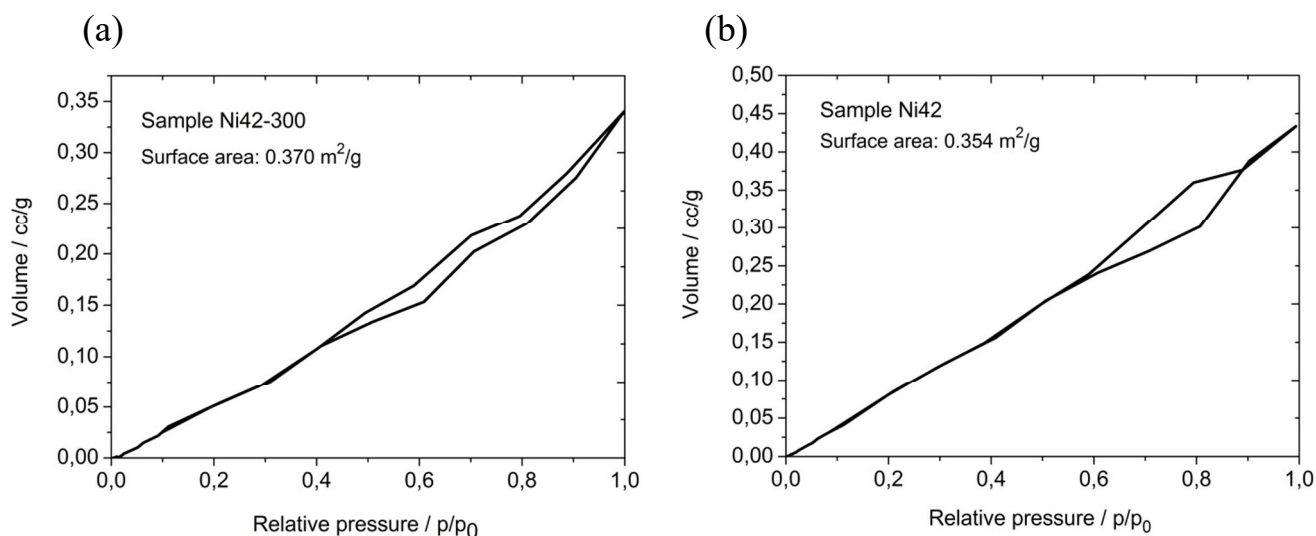 (a)
0,35
0,30
0,25
0,20
0,15
0,10
0,05
0,00
Volume / cc/g
Sample Ni42-300
Surface area: 0.370 m²/g
0,0 0,2 0,4 0,6 0,8 1,0
Relative pressure / p/p₀
(b)
0,50
0,45
0,40
0,35
0,30
0,25
0,20
0,15
0,10
0,05
0,00
Volume / cc/g
Sample Ni42
Surface area: 0.354 m²/g
0,0 0,2 0,4 0,6 0,8 1,0
Relative pressure / p/p₀